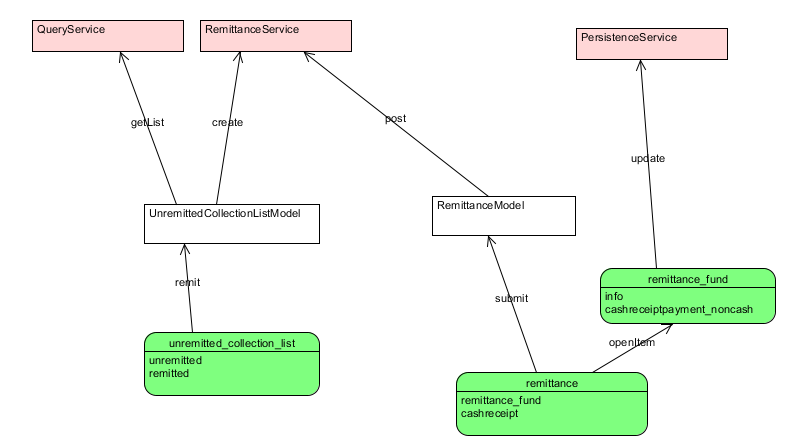 QueryService
RemittanceService
PersistenceService
getList
create
post
update
UnremittedCollectionListModel
RemittanceModel
remit
submit
remittance_fund
info
cashreceiptpayment_noncash
openItem
unremitted_collection_list
unremitted
remitted
remittance
remittance_fund
cashreceipt